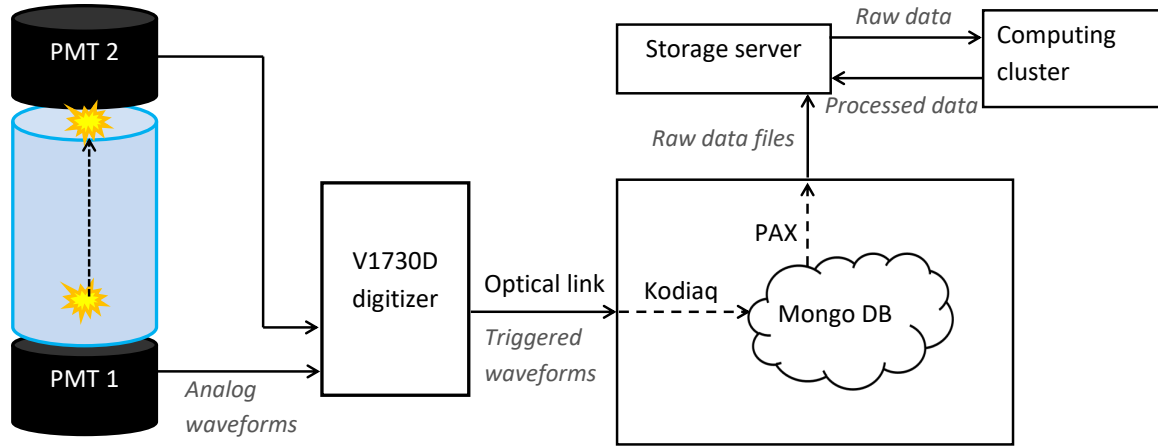 PMT 2
PMT 1
Analog
waveforms
V1730D
digitizer
Optical link
Triggered
waveforms
Kodiaq
Mongo DB
PAX
Raw data files
Storage server
Raw data
Processed data
Computing
cluster